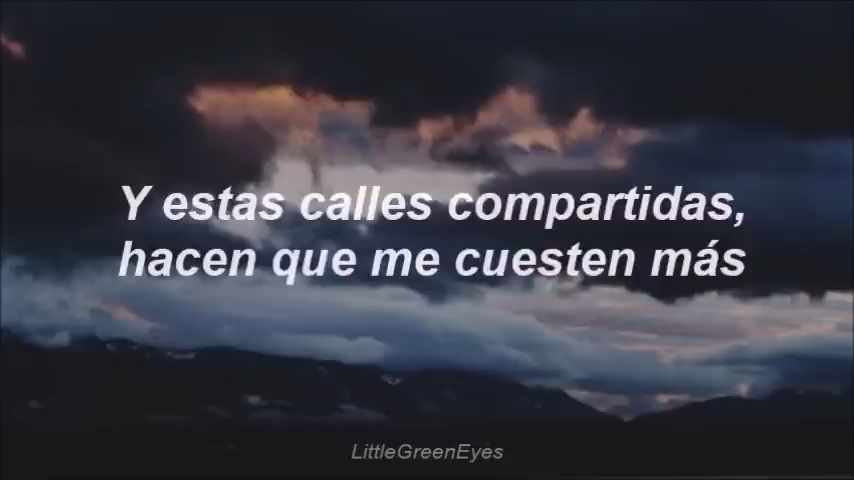 Y estas calles compartidas,
hacen que me cuesten más
LittleGreenEyes